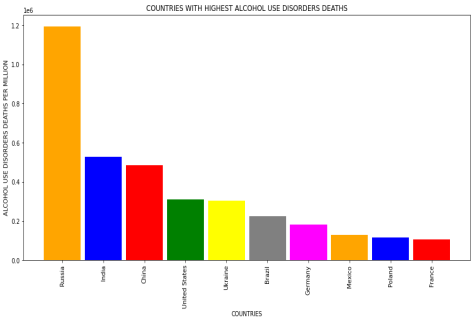 COUNTRIES WITH HIGHEST ALCOHOL USE DISORDERS DEATHS
1e6
1.2
1.0
0.8
0.6
0.4
0.2
0.0
ALCOHOL USE DISORDERS DEATHS PER MILLION
Russia
India
China
United States
Ukraine
Brazil
Germany
Mexico
Poland
France
COUNTRIES